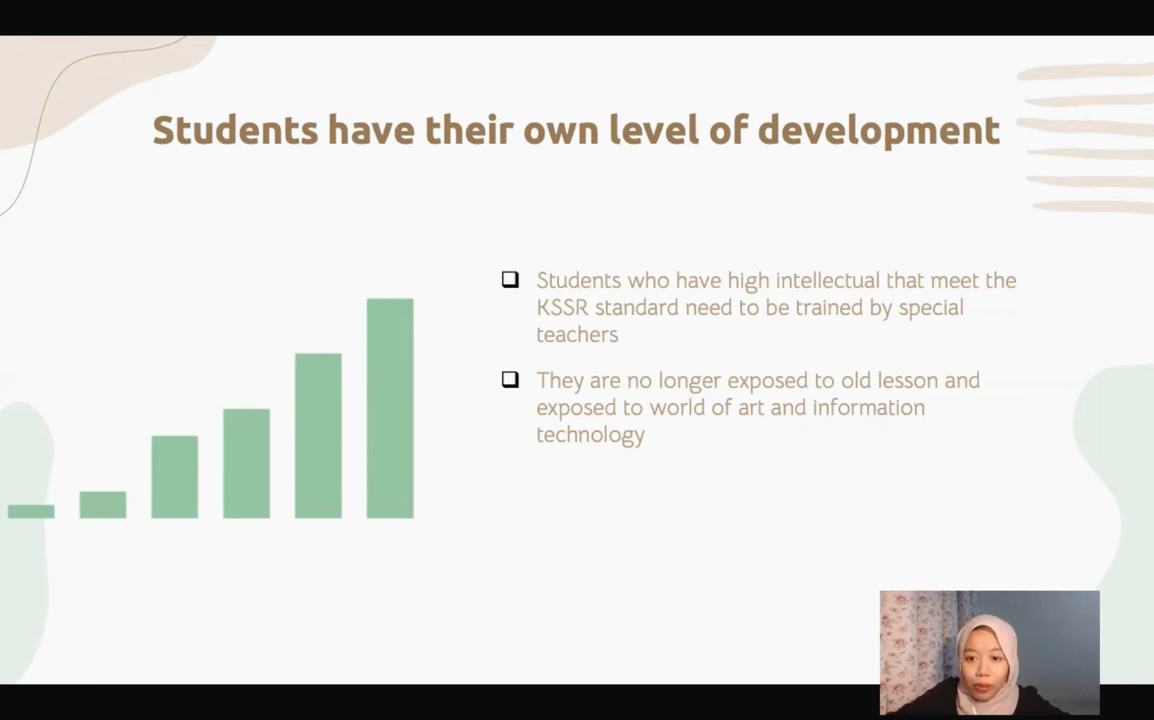 Students have their own level of development
Students who have high intellectual that meet the
KSSR standard need to be trained by special
teachers
They are no longer exposed to old lesson and
exposed to world of art and information
technology